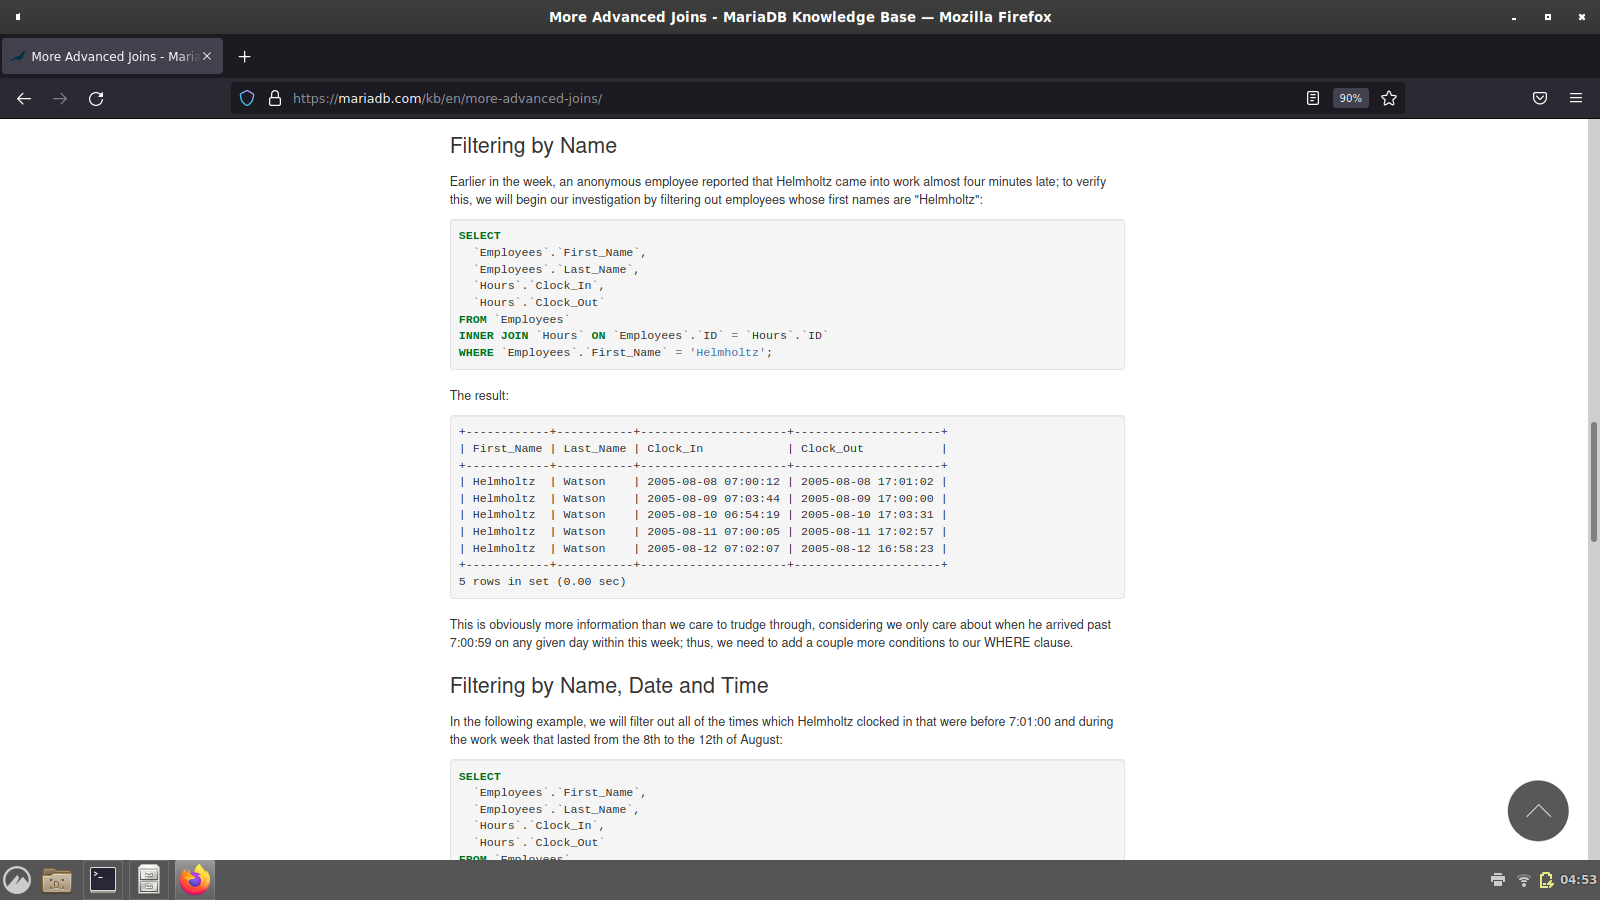 More Advanced Joins - MariaDB Knowledge Base — Mozilla Firefox
More Advanced Joins - Maria
https://mariadb.com/kb/en/more-advanced-joins/
90%
Filtering by Name
Earlier in the week, an anonymous employee reported that Helmholtz came into work almost four minutes late; to verify
this, we will begin our investigation by filtering out employees whose first names are "Helmholtz":
SELECT
  `Employees`.`First_Name`,
  `Employees`.`Last_Name`,
  `Hours`.`Clock_In`,
  `Hours`.`Clock_Out`
FROM `Employees`
INNER JOIN `Hours` ON `Employees`.`ID` = `Hours`.`ID`
WHERE `Employees`.`First_Name` = 'Helmholtz';
The result:
+------------+-----------+---------------------+---------------------+
| First_Name | Last_Name | Clock_In            | Clock_Out           |
+------------+-----------+---------------------+---------------------+
| Helmholtz  | Watson    | 2005-08-08 07:00:12 | 2005-08-08 17:01:02 |
| Helmholtz  | Watson    | 2005-08-09 07:03:44 | 2005-08-09 17:00:00 |
| Helmholtz  | Watson    | 2005-08-10 06:54:19 | 2005-08-10 17:03:31 |
| Helmholtz  | Watson    | 2005-08-11 07:00:05 | 2005-08-11 17:02:57 |
| Helmholtz  | Watson    | 2005-08-12 07:02:07 | 2005-08-12 16:58:23 |
+------------+-----------+---------------------+---------------------+
5 rows in set (0.00 sec)
This is obviously more information than we care to trudge through, considering we only care about when he arrived past
7:00:59 on any given day within this week; thus, we need to add a couple more conditions to our WHERE clause.
Filtering by Name, Date and Time
In the following example, we will filter out all of the times which Helmholtz clocked in that were before 7:01:00 and during
the work week that lasted from the 8th to the 12th of August:
SELECT
  `Employees`.`First_Name`,
  `Employees`.`Last_Name`,
  `Hours`.`Clock_In`,
  `Hours`.`Clock_Out`
FROM `Employees`
04:53